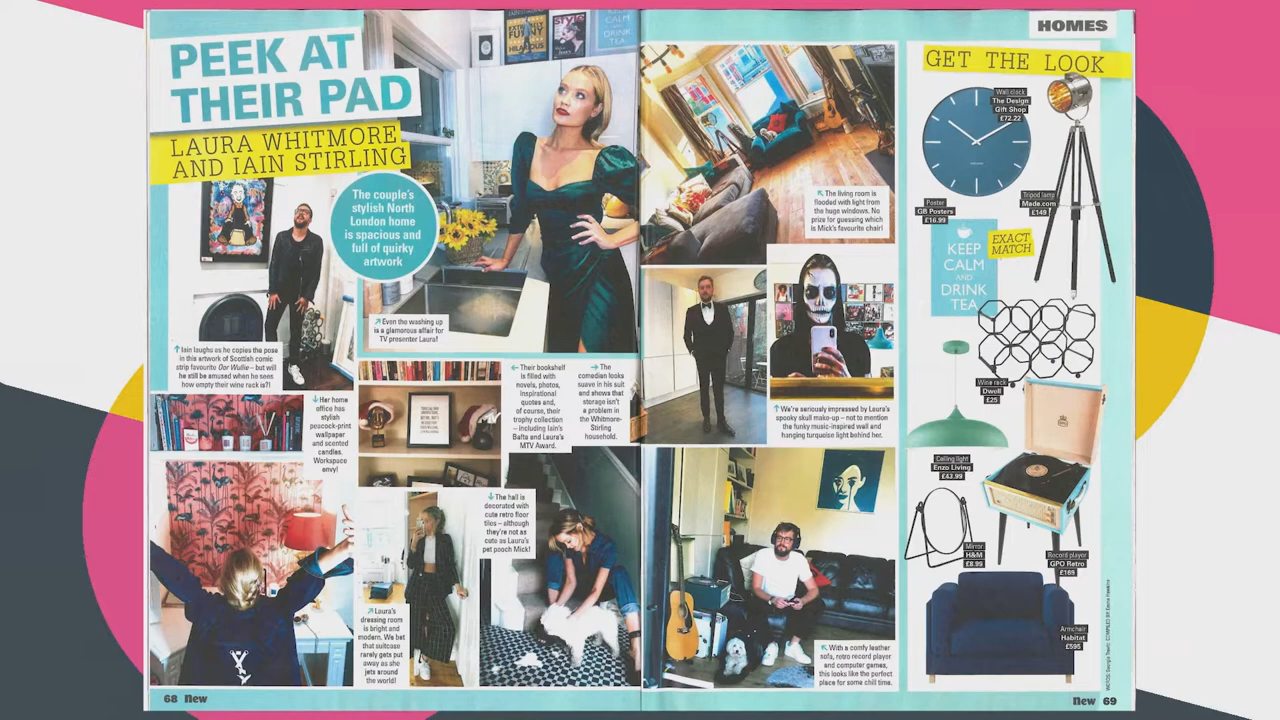 PEEK AT
THEIR PAD
LAURA WHITMORE
AND IAIN STIRLING
The couple's
stylish North
London home
is spacious and
full of quirky
artwork
Iain laughs as he copies the pose
in this artwork of Scottish comic
strip favourite Oor Wullie – but will
he still be amused when he sees
how empty their wine rack is?!
Even the washing up
is a glamorous affair for
TV presenter Laura!
KEEP
CALM
AND
DRINK
TEA
Her home
office has
stylish
peacock-print
wallpaper
and scented
candles.
Workspace
envy!
Their bookshelf
is filled with
novels, photos,
inspirational
quotes and,
of course, their
trophy collection
– including Iain's
Bafta and Laura's
MTV Award.
The
comedian looks
suave in his suit
and shows that
storage isn't
a problem in
the Whitmore-
Stirling
household.
Laura's
dressing room
is bright and
modern. We bet
that suitcase
rarely gets put
away as she
jets around
the world!
The hall is
decorated with
cute retro floor
tiles – although
they're not as
cute as Laura's
pet pooch Mick!
68 New
The living room is
flooded with light from
the huge windows. No
prize for guessing which
is Mick's favourite chair!
We're seriously impressed by Laura's
spooky skull make-up – not to mention
the funky music-inspired wall and
hanging turquoise light behind her.
With a comfy leather
sofa, retro record player
and computer games,
this looks like the perfect
place for some chill time.
HOMES
GET THE LOOK
Wall clock
The Design
Gift Shop
£72.22
Tripod lamp
Made.com
£149
Poster
GB Posters
£16.99
KEEP
CALM
AND
DRINK
TEA
EXACT
MATCH
Wine rack
Dwell
£25
Ceiling light
Enzo Living
£43.99
Mirror
H&M
£8.99
Record player
GPO Retro
£169
Armchair
Habitat
£595
New 69